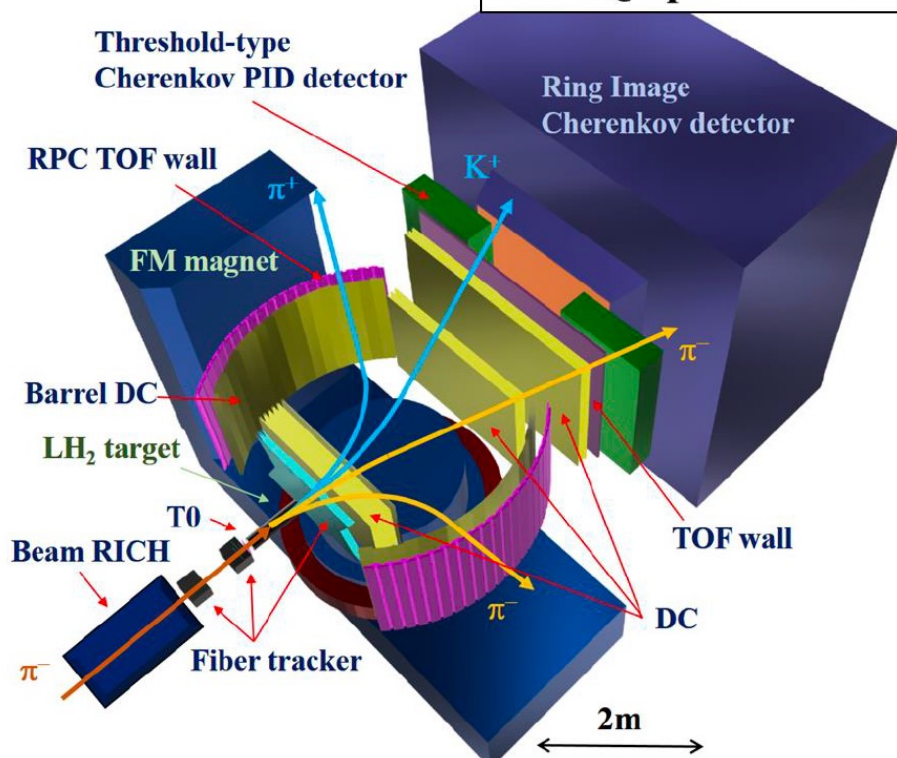 Threshold-type
Cherenkov PID detector
Ring Image
Cherenkov detector
RPC TOF wall
π⁺
K⁺
FM magnet
π⁻
Barrel DC
LH₂ target
T0
TOF wall
Beam RICH
π⁻
DC
Fiber tracker
π⁻
2m